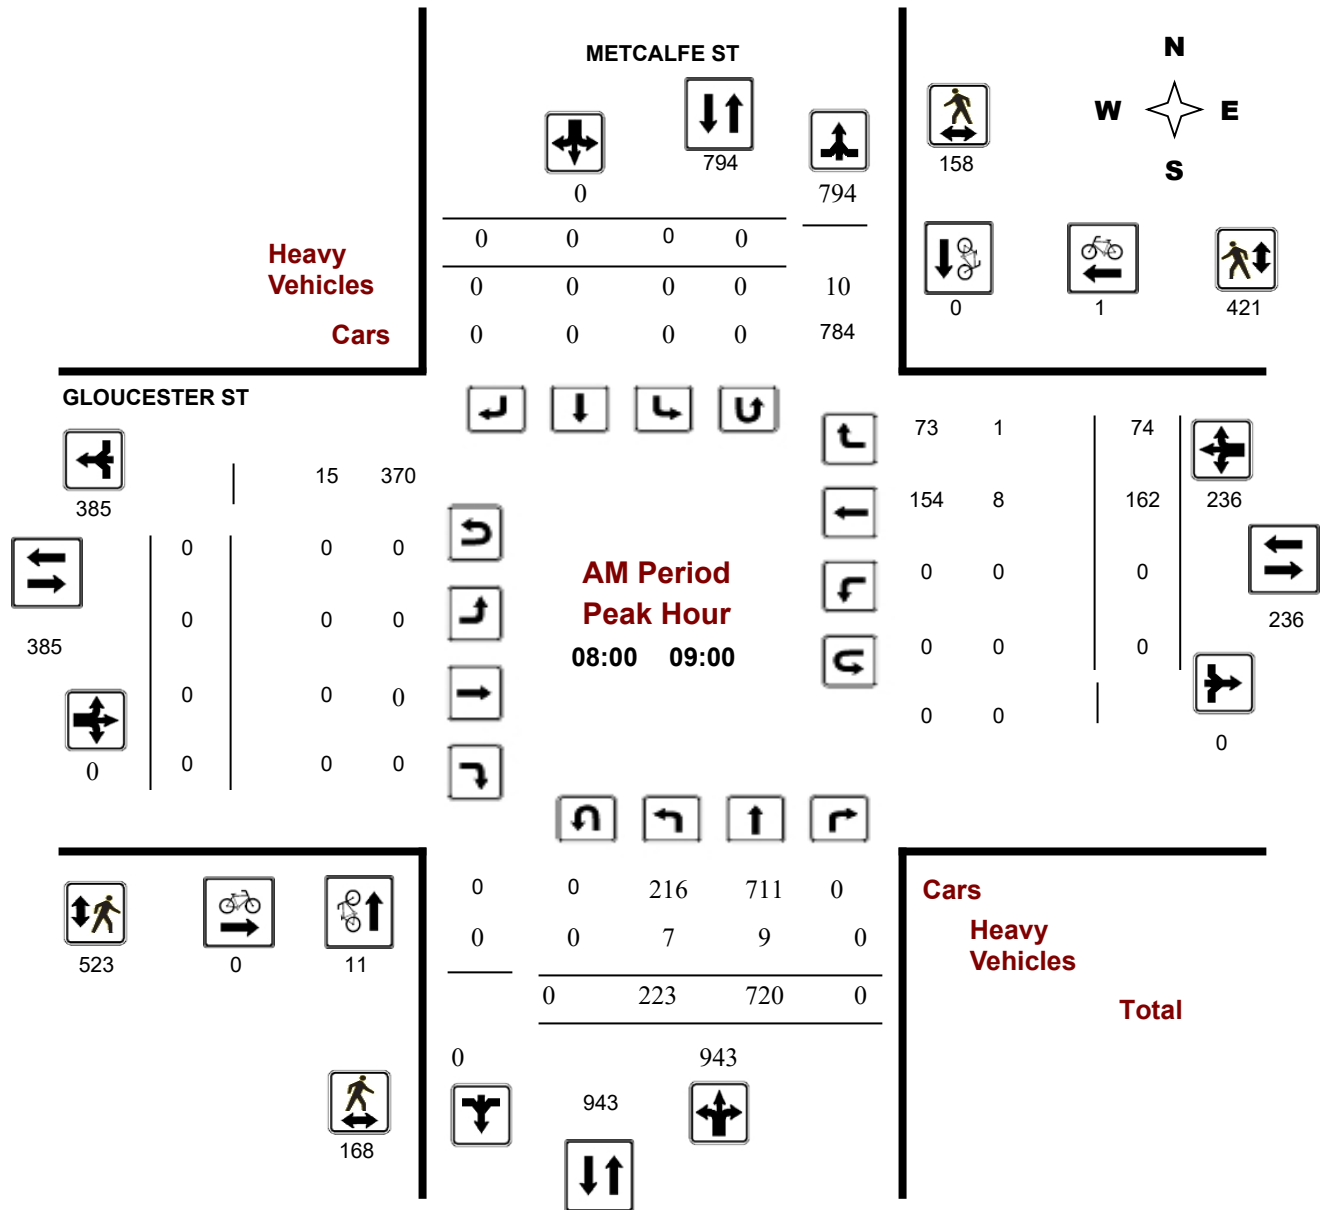 METCALFE ST
N
W E
S
794
158
0
794
0 0 0 0
Heavy
Vehicles
0 0 0 0 10
0 1 421
Cars
0 0 0 0 784
GLOUCESTER ST
73 1 74
15 370
385
154 8 162 236
0 0 0
AM Period
0 0 0
Peak Hour
0 0 0
236
385
08:00 09:00
0 0 0
0 0 0
0 0
0
0 0 0 0
0 0 216 711 0
Cars
0 0 7 9 0
Heavy
Vehicles
523 0 11
0 223 720 0
Total
0 943
943
168